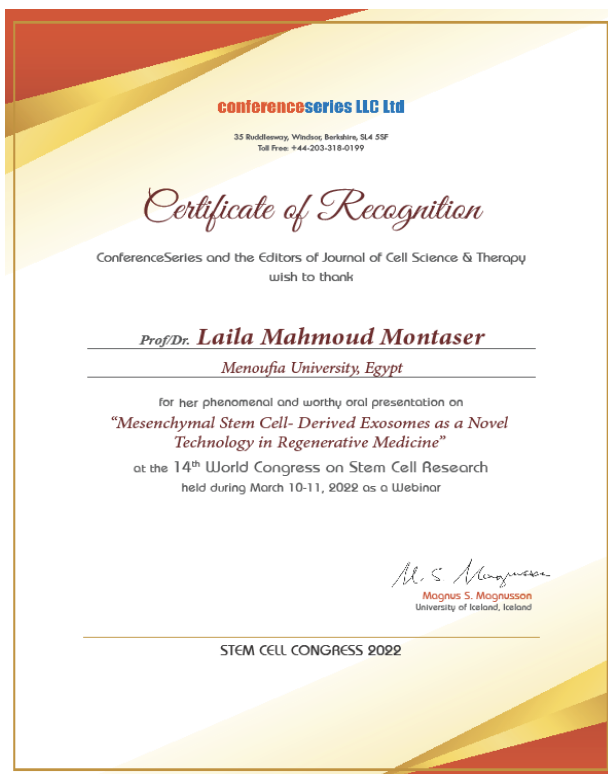 conferenceseries LLC Ltd
35 Ruddlesway, Windsor, Berkshire, SL4 5SF
Toll Free: +44-203-318-0199
Certificate of Recognition
ConferenceSeries and the Editors of Journal of Cell Science & Therapy
wish to thank
Prof/Dr. Laila Mahmoud Montaser
Menoufia University, Egypt
for her phenomenal and worthy oral presentation on
“Mesenchymal Stem Cell- Derived Exosomes as a Novel
Technology in Regenerative Medicine”
at the 14th World Congress on Stem Cell Research
held during March 10-11, 2022 as a Webinar
M. S. Magnusson
Magnus S. Magnusson
University of Iceland, Iceland
STEM CELL CONGRESS 2022